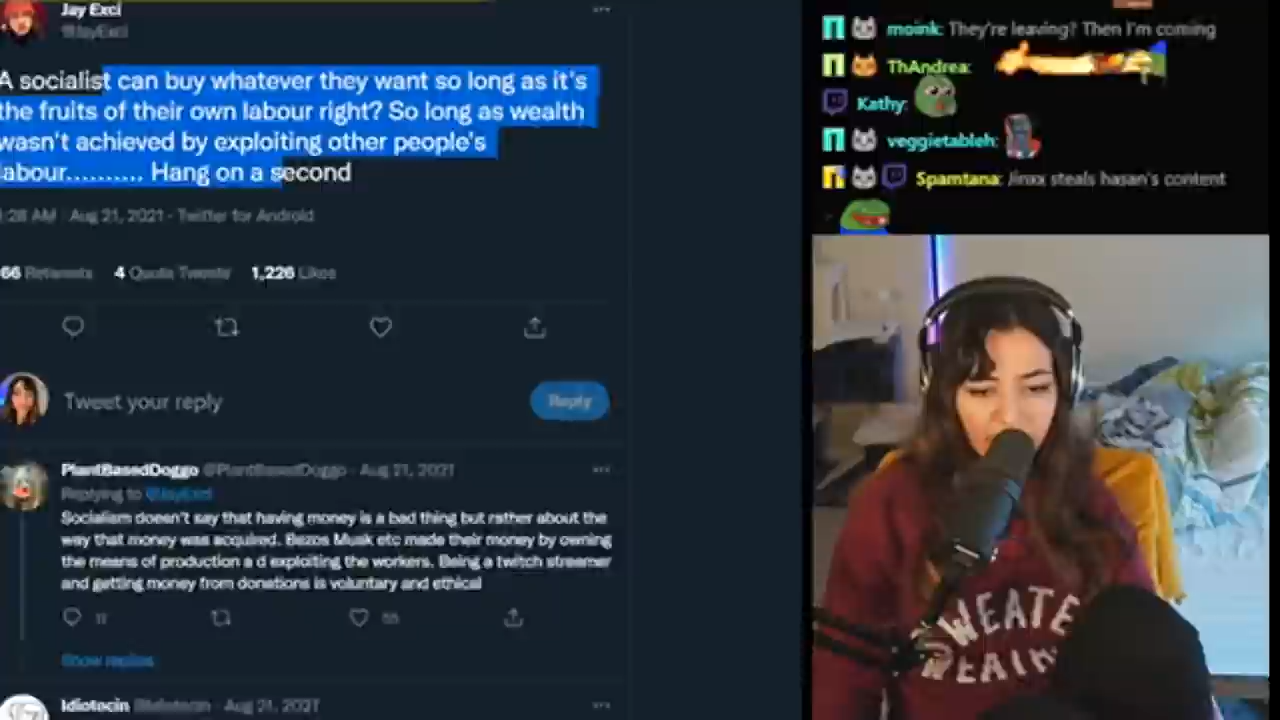 Jay Exci
@JayExci
A socialist can buy whatever they want so long as it's
the fruits of their own labour right? So long as wealth
wasn't achieved by exploiting other people's
labour.......... Hang on a second
:28 AM · Aug 21, 2021 · Twitter for Android
66 Retweets 4 Quote Tweets 1,226 Likes
Tweet your reply
Reply
PlantBasedDoggo @PlantBasedDoggo · Aug 21, 2021
Replying to @JayExci
Socialism doesn't say that having money is a bad thing but rather about the
way that money was acquired. Bezos Musk etc made their money by owning
the means of production a d exploiting the workers. Being a twitch streamer
and getting money from donations is voluntary and ethical
11
55
Show replies
Idiotocin @Idiotocin · Aug 21, 2021
moink: They're leaving? Then I'm coming
ThAndrea:
Kathy:
veggietableh:
Spamtana: Jinxx steals hasan's content
SWEATE
WEAT